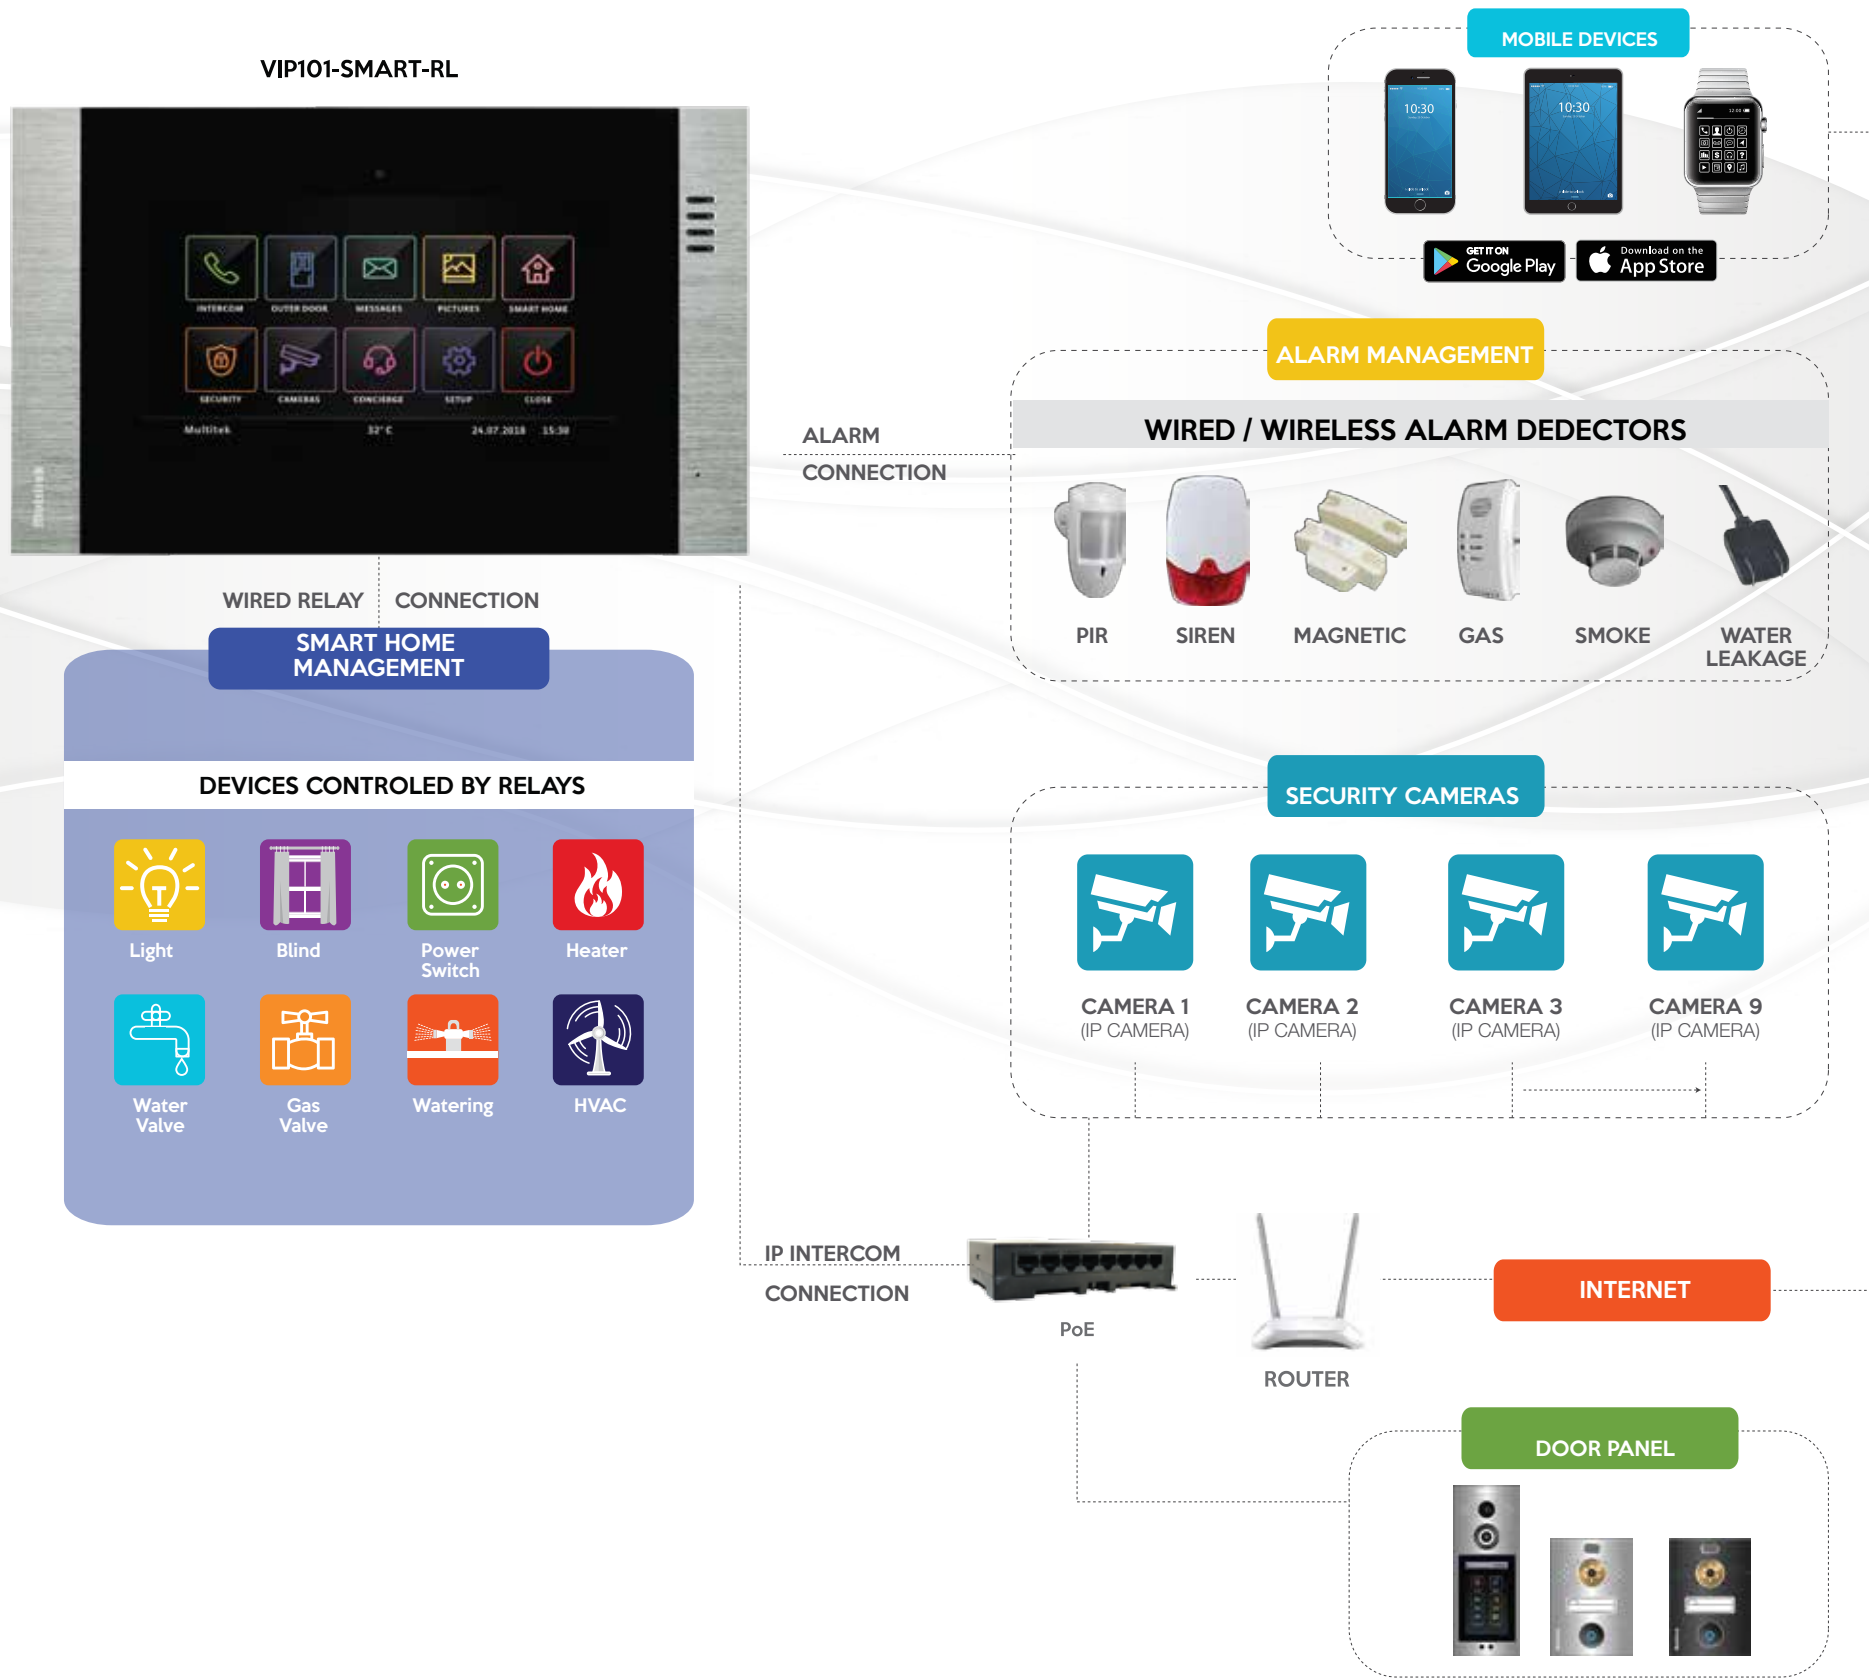 VIP101-SMART-RL
INTERCOM
OUTER DOOR
MESSAGES
PICTURES
SMART HOME
SECURITY
CAMERAS
CONCIERGE
SETUP
CLOSE
Multitek
32° C
24.07.2018 15:30
WIRED RELAY CONNECTION
SMART HOME
MANAGEMENT
DEVICES CONTROLED BY RELAYS
Light
Blind
Power
Switch
Heater
Water
Valve
Gas
Valve
Watering
HVAC
MOBILE DEVICES
10:30
10:30
12:00
GET IT ON
Google Play
Download on the
App Store
ALARM
CONNECTION
ALARM MANAGEMENT
WIRED / WIRELESS ALARM DEDECTORS
PIR
SIREN
MAGNETIC
GAS
SMOKE
WATER
LEAKAGE
SECURITY CAMERAS
CAMERA 1
(IP CAMERA)
CAMERA 2
(IP CAMERA)
CAMERA 3
(IP CAMERA)
CAMERA 9
(IP CAMERA)
IP INTERCOM
CONNECTION
PoE
ROUTER
INTERNET
DOOR PANEL